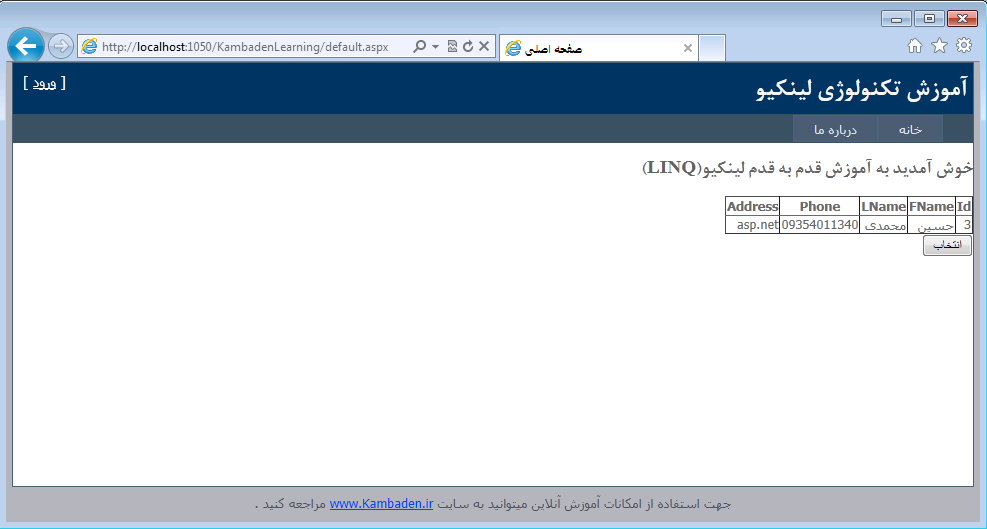 http://localhost:1050/KambadenLearning/default.aspx
صفحه اصلی
آموزش تکنولوژی لینکیو
[ ورود ]
خانه
درباره ما
خوش آمدید به آموزش قدم به قدم لینکیو(LINQ)
Id FName LName Phone Address
3 حسین محمدی 09354011340 asp.net
انتخاب
جهت استفاده از امکانات آموزش آنلاین میتوانید به سایت www.Kambaden.ir مراجعه کنید .